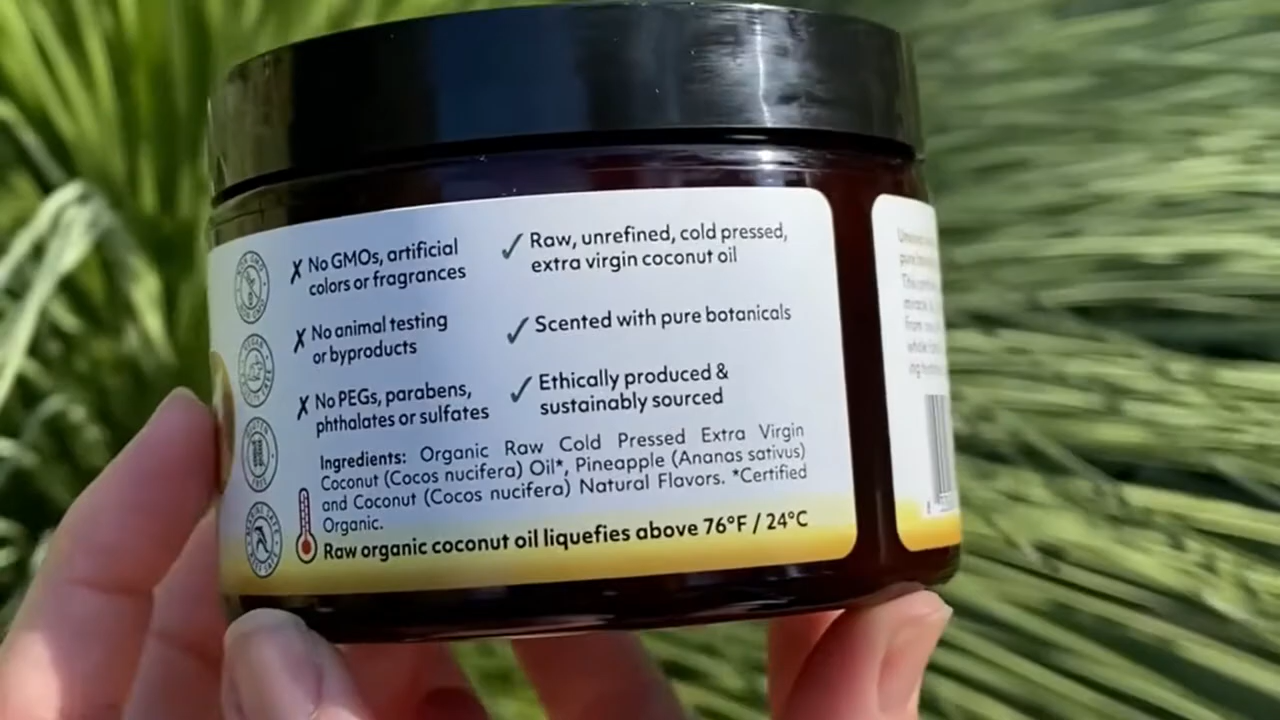 ✗ No GMOs, artificial
colors or fragrances
✗ No animal testing
or byproducts
✗ No PEGs, parabens,
phthalates or sulfates
✓ Raw, unrefined, cold pressed,
extra virgin coconut oil
✓ Scented with pure botanicals
✓ Ethically produced &
sustainably sourced
Ingredients: Organic Raw Cold Pressed Extra Virgin
Coconut (Cocos nucifera) Oil*, Pineapple (Ananas sativus)
and Coconut (Cocos nucifera) Natural Flavors. *Certified
Organic.
Raw organic coconut oil liquefies above 76°F / 24°C